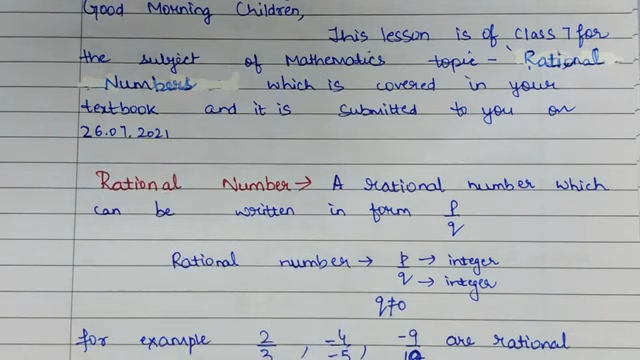 Good Morning Children,
This lesson is of Class 7 for
the subject of Mathematics topic - Rational
Numbers which is covered in your
textbook and it is submitted to you on
26.07.2021
Rational Number → A rational number which
can be written in form p/q
Rational number → p → integer
q → integer
q≠0
for example 2/3 , -4/-5 , -9/10 are rational